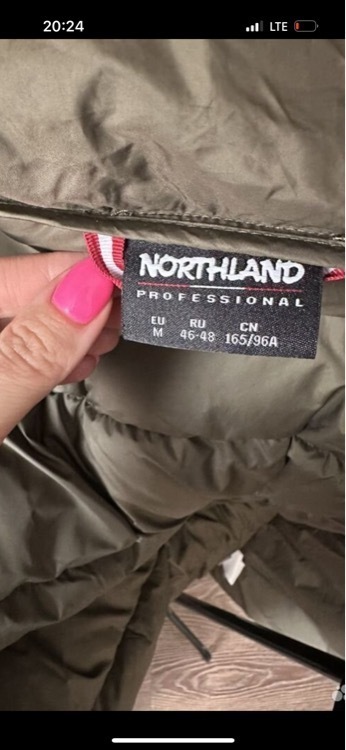 20:24 LTE
NORTHLAND
PROFESSIONAL
EU RU CN
M 46-48 165/96A